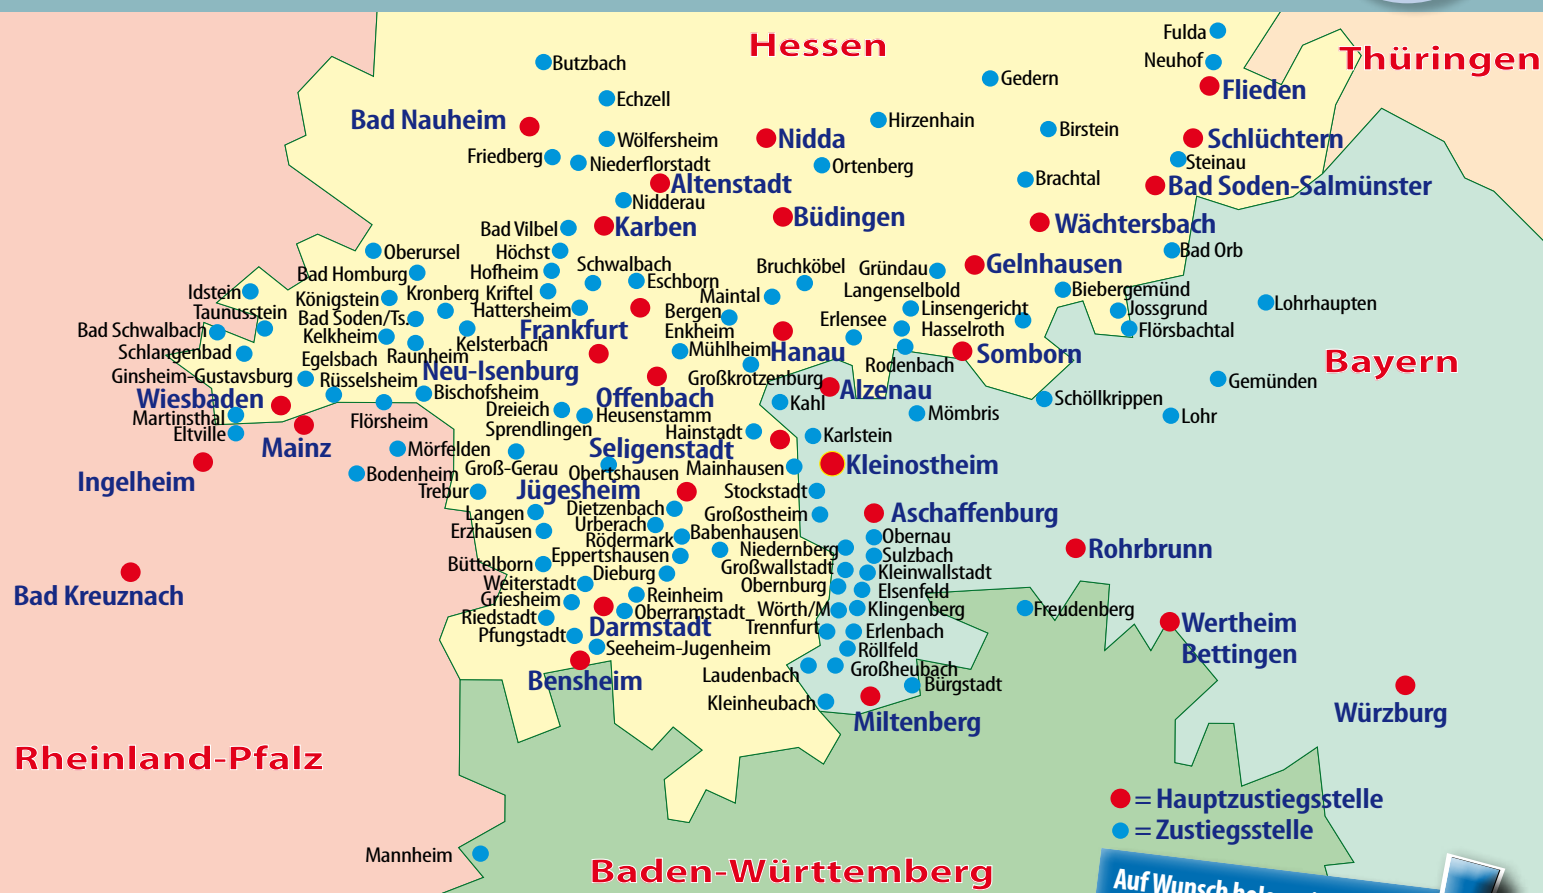 Fulda
Hessen
Thüringen
Neuhof
Butzbach
Gedern
Flieden
Echzell
Bad Nauheim
Hirzenhain
Birstein
Wölfersheim
Nidda
Schlüchtern
Friedberg
Niederflorstadt
Ortenberg
Steinau
Altenstadt
Brachtal
Bad Soden-Salmünster
Nidderau
Büdingen
Wächtersbach
Bad Vilbel
Karben
Oberursel
Höchst
Bad Orb
Bad Homburg
Hofheim
Schwalbach
Bruchköbel
Gründau
Gelnhausen
Eschborn
Idstein
Königstein
Kronberg
Kriftel
Maintal
Langenselbold
Biebergemünd
Lohrhaupten
Taunusstein
Bad Soden/Ts.
Hattersheim
Bergen
Enkheim
Erlensee
Linsengericht
Jossgrund
Bad Schwalbach
Kelkheim
Frankfurt
Hasselroth
Flörsbachtal
Schlangenbad
Egelsbach
Raunheim
Kelsterbach
Mühlheim
Hanau
Rodenbach
Somborn
Bayern
Ginsheim-Gustavsburg
Rüsselsheim
Neu-Isenburg
Großkrotzenburg
Alzenau
Gemünden
Wiesbaden
Bischofsheim
Offenbach
Kahl
Schöllkrippen
Martinsthal
Flörsheim
Dreieich
Sprendlingen
Heusenstamm
Mömbris
Lohr
Eltville
Mainz
Hainstadt
Karlstein
Mörfelden
Seligenstadt
Ingelheim
Bodenheim
Groß-Gerau
Obertshausen
Mainhausen
Kleinostheim
Trebur
Jügesheim
Stockstadt
Langen
Dietzenbach
Großostheim
Aschaffenburg
Erzhausen
Urberach
Rödermark
Babenhausen
Obernau
Büttelborn
Eppertshausen
Niedernberg
Sulzbach
Rohrbrunn
Dieburg
Großwallstadt
Kleinwallstadt
Bad Kreuznach
Weiterstadt
Reinheim
Obernburg
Elsenfeld
Griesheim
Oberramstadt
Wörth/M
Klingenberg
Freudenberg
Riedstadt
Darmstadt
Trennfurt
Erlenbach
Wertheim
Bettingen
Pfungstadt
Seeheim-Jugenheim
Röllfeld
Bensheim
Laudenbach
Großheubach
Bürgstadt
Kleinheubach
Miltenberg
Würzburg
Rheinland-Pfalz
= Hauptzustiegsstelle
= Zustiegsstelle
Mannheim
Baden-Württemberg
Auf Wunsch